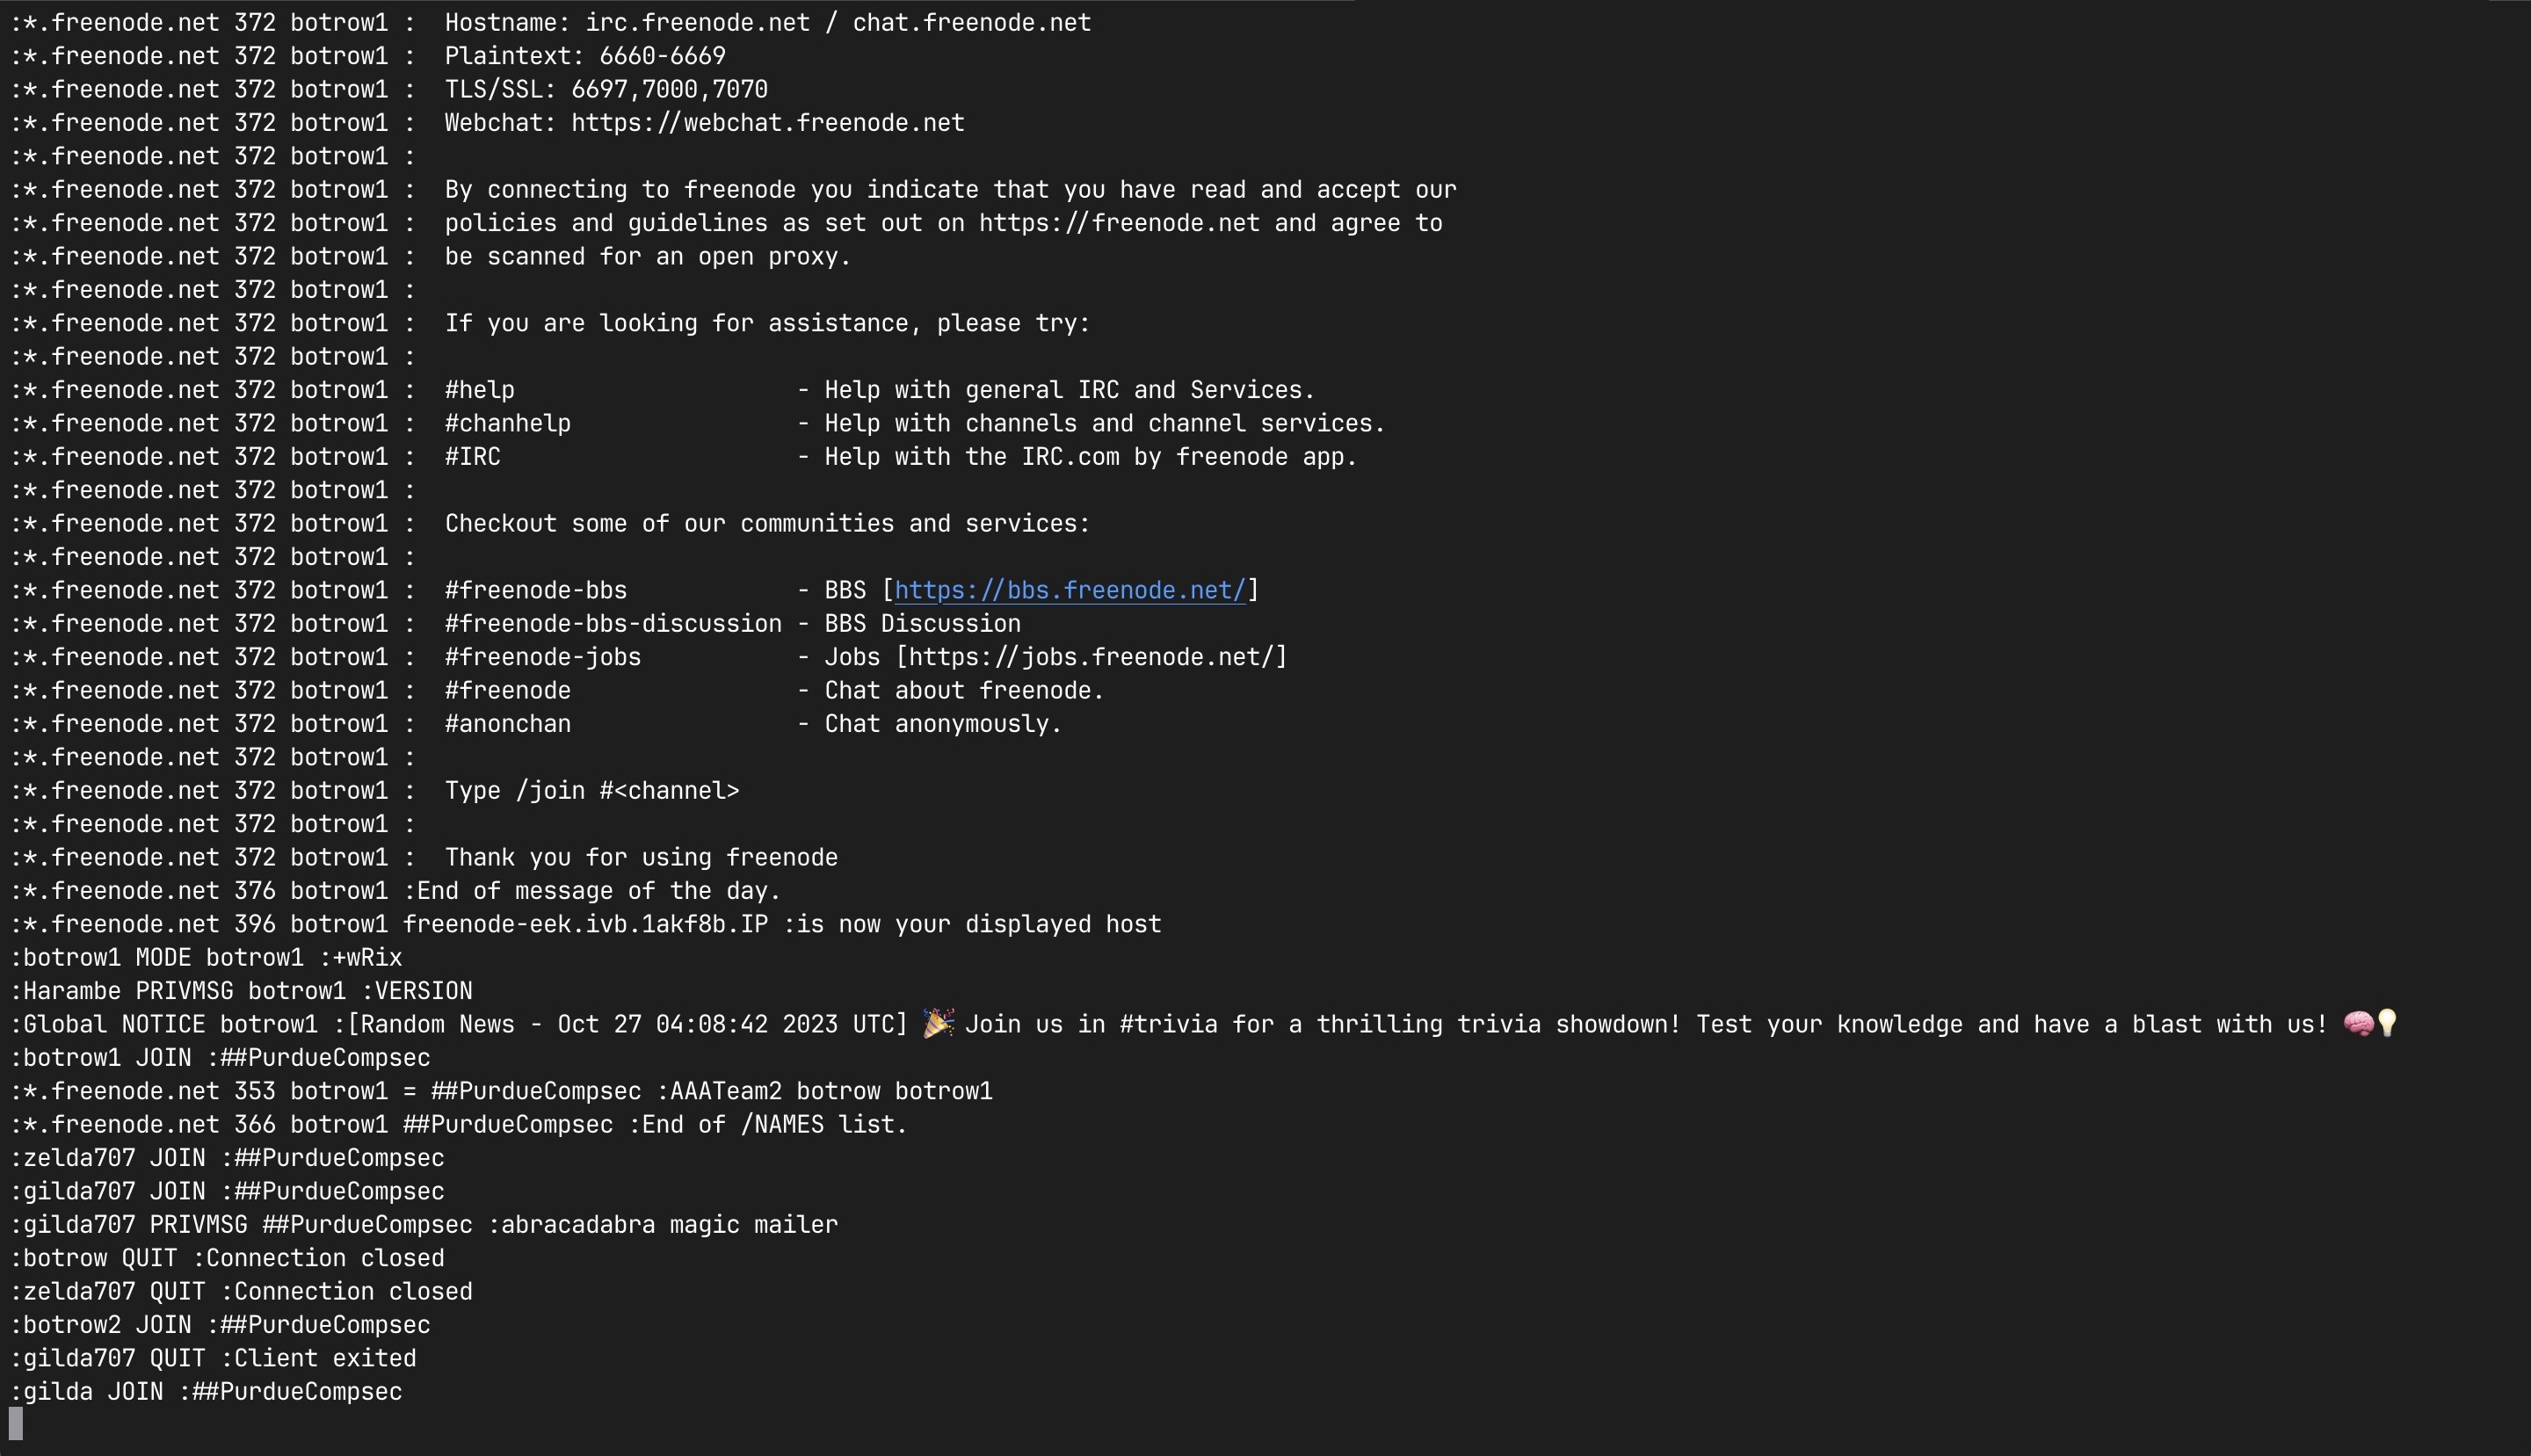 :*.freenode.net 372 botrow1 :  Hostname: irc.freenode.net / chat.freenode.net
:*.freenode.net 372 botrow1 :  Plaintext: 6660-6669
:*.freenode.net 372 botrow1 :  TLS/SSL: 6697,7000,7070
:*.freenode.net 372 botrow1 :  Webchat: https://webchat.freenode.net
:*.freenode.net 372 botrow1 :
:*.freenode.net 372 botrow1 :  By connecting to freenode you indicate that you have read and accept our
:*.freenode.net 372 botrow1 :  policies and guidelines as set out on https://freenode.net and agree to
:*.freenode.net 372 botrow1 :  be scanned for an open proxy.
:*.freenode.net 372 botrow1 :
:*.freenode.net 372 botrow1 :  If you are looking for assistance, please try:
:*.freenode.net 372 botrow1 :
:*.freenode.net 372 botrow1 :  #help                    - Help with general IRC and Services.
:*.freenode.net 372 botrow1 :  #chanhelp                - Help with channels and channel services.
:*.freenode.net 372 botrow1 :  #IRC                     - Help with the IRC.com by freenode app.
:*.freenode.net 372 botrow1 :
:*.freenode.net 372 botrow1 :  Checkout some of our communities and services:
:*.freenode.net 372 botrow1 :
:*.freenode.net 372 botrow1 :  #freenode-bbs            - BBS [https://bbs.freenode.net/]
:*.freenode.net 372 botrow1 :  #freenode-bbs-discussion - BBS Discussion
:*.freenode.net 372 botrow1 :  #freenode-jobs           - Jobs [https://jobs.freenode.net/]
:*.freenode.net 372 botrow1 :  #freenode                - Chat about freenode.
:*.freenode.net 372 botrow1 :  #anonchan                - Chat anonymously.
:*.freenode.net 372 botrow1 :
:*.freenode.net 372 botrow1 :  Type /join #<channel>
:*.freenode.net 372 botrow1 :
:*.freenode.net 372 botrow1 :  Thank you for using freenode
:*.freenode.net 376 botrow1 :End of message of the day.
:*.freenode.net 396 botrow1 freenode-eek.ivb.1akf8b.IP :is now your displayed host
:botrow1 MODE botrow1 :+wRix
:Harambe PRIVMSG botrow1 :VERSION
:Global NOTICE botrow1 :[Random News - Oct 27 04:08:42 2023 UTC] 🎉 Join us in #trivia for a thrilling trivia showdown! Test your knowledge and have a blast with us! 🧠💡
:botrow1 JOIN :##PurdueCompsec
:*.freenode.net 353 botrow1 = ##PurdueCompsec :AAATeam2 botrow botrow1
:*.freenode.net 366 botrow1 ##PurdueCompsec :End of /NAMES list.
:zelda707 JOIN :##PurdueCompsec
:gilda707 JOIN :##PurdueCompsec
:gilda707 PRIVMSG ##PurdueCompsec :abracadabra magic mailer
:botrow QUIT :Connection closed
:zelda707 QUIT :Connection closed
:botrow2 JOIN :##PurdueCompsec
:gilda707 QUIT :Client exited
:gilda JOIN :##PurdueCompsec